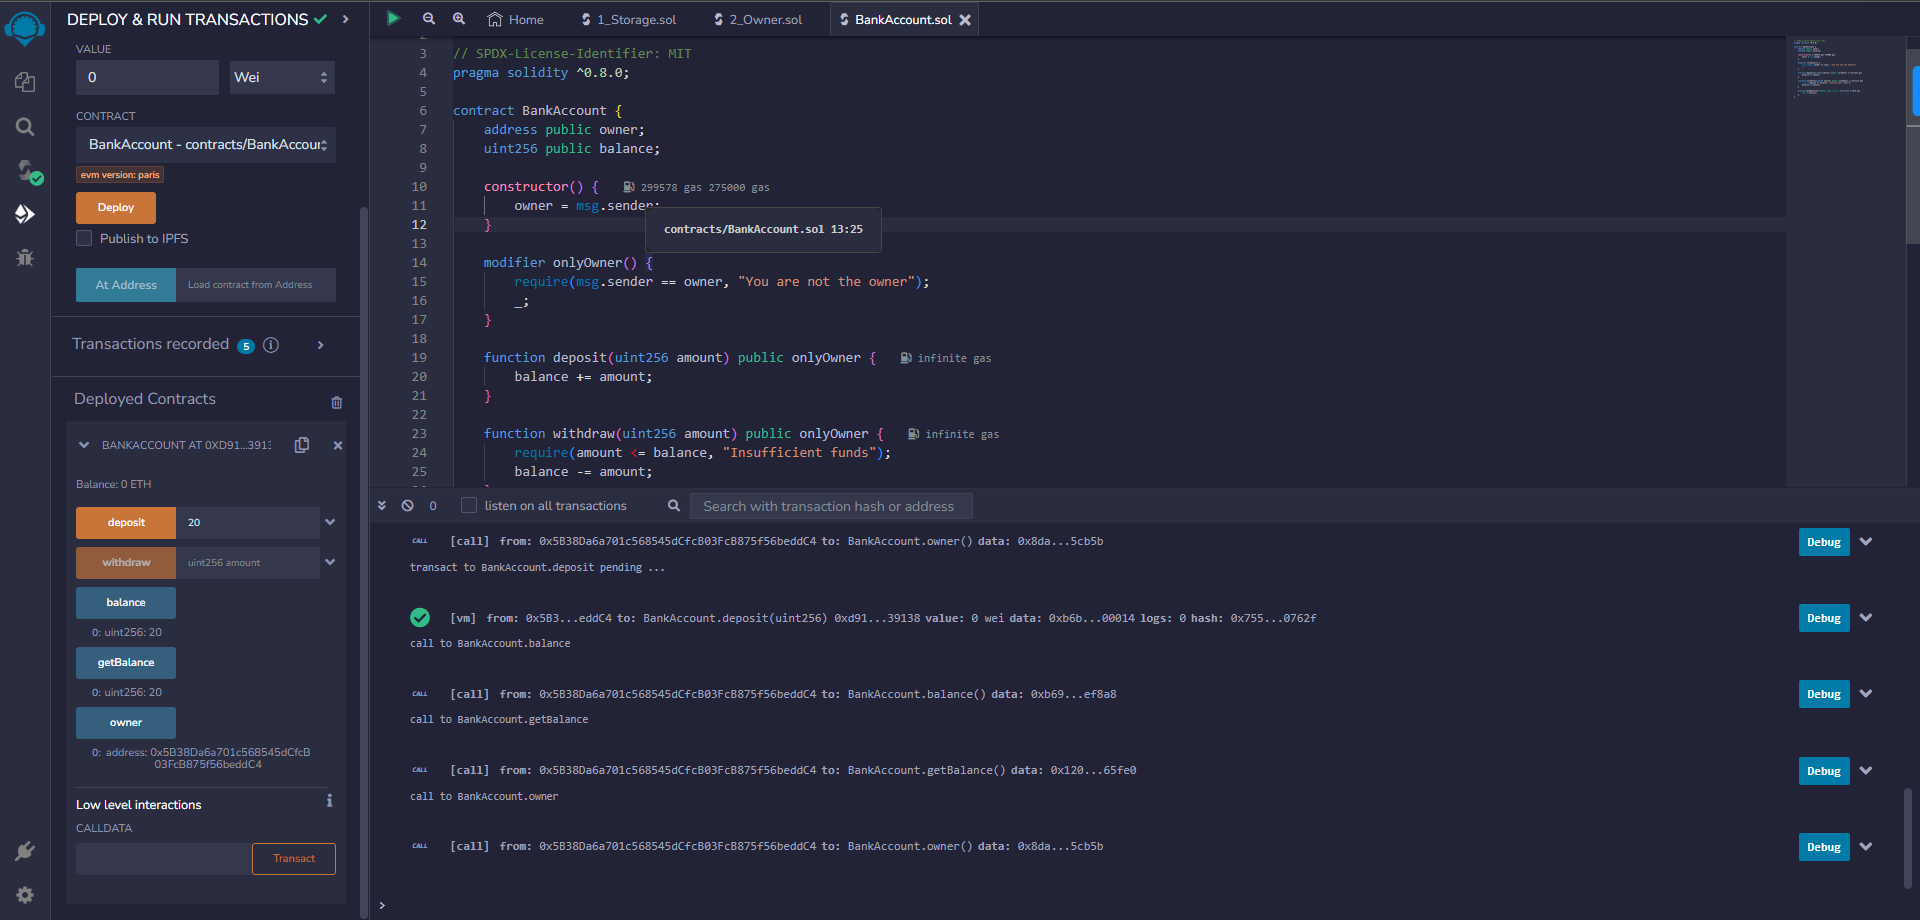 DEPLOY & RUN TRANSACTIONS
VALUE
0 Wei
CONTRACT
BankAccount - contracts/BankAccour
evm version: paris
Deploy
Publish to IPFS
At Address Load contract from Address
Transactions recorded 5 i
Deployed Contracts
BANKACCOUNT AT 0XD91...3913
Balance: 0 ETH
deposit 20
withdraw uint256 amount
balance
0: uint256: 20
getBalance
0: uint256: 20
owner
0: address: 0x5B38Da6a701c568545dCfcB
03FcB875f56beddC4
Low level interactions i
CALLDATA
Transact
Home 1_Storage.sol 2_Owner.sol BankAccount.sol
3 // SPDX-License-Identifier: MIT
4 pragma solidity ^0.8.0;
5
6 contract BankAccount {
7 address public owner;
8 uint256 public balance;
9
10 constructor() { 299578 gas 275000 gas
11 owner = msg.sender;
12 }
contracts/BankAccount.sol 13:25
13
14 modifier onlyOwner() {
15 require(msg.sender == owner, "You are not the owner");
16 _;
17 }
18
19 function deposit(uint256 amount) public onlyOwner { infinite gas
20 balance += amount;
21 }
22
23 function withdraw(uint256 amount) public onlyOwner { infinite gas
24 require(amount <= balance, "Insufficient funds");
25 balance -= amount;
0 listen on all transactions Search with transaction hash or address
CALL [call] from: 0x5B38Da6a701c568545dCfcB03FcB875f56beddC4 to: BankAccount.owner() data: 0x8da...5cb5b Debug
transact to BankAccount.deposit pending ...
[vm] from: 0x5B3...eddC4 to: BankAccount.deposit(uint256) 0xd91...39138 value: 0 wei data: 0xb6b...00014 logs: 0 hash: 0x755...0762f Debug
call to BankAccount.balance
CALL [call] from: 0x5B38Da6a701c568545dCfcB03FcB875f56beddC4 to: BankAccount.balance() data: 0xb69...ef8a8 Debug
call to BankAccount.getBalance
CALL [call] from: 0x5B38Da6a701c568545dCfcB03FcB875f56beddC4 to: BankAccount.getBalance() data: 0x120...65fe0 Debug
call to BankAccount.owner
CALL [call] from: 0x5B38Da6a701c568545dCfcB03FcB875f56beddC4 to: BankAccount.owner() data: 0x8da...5cb5b Debug
>